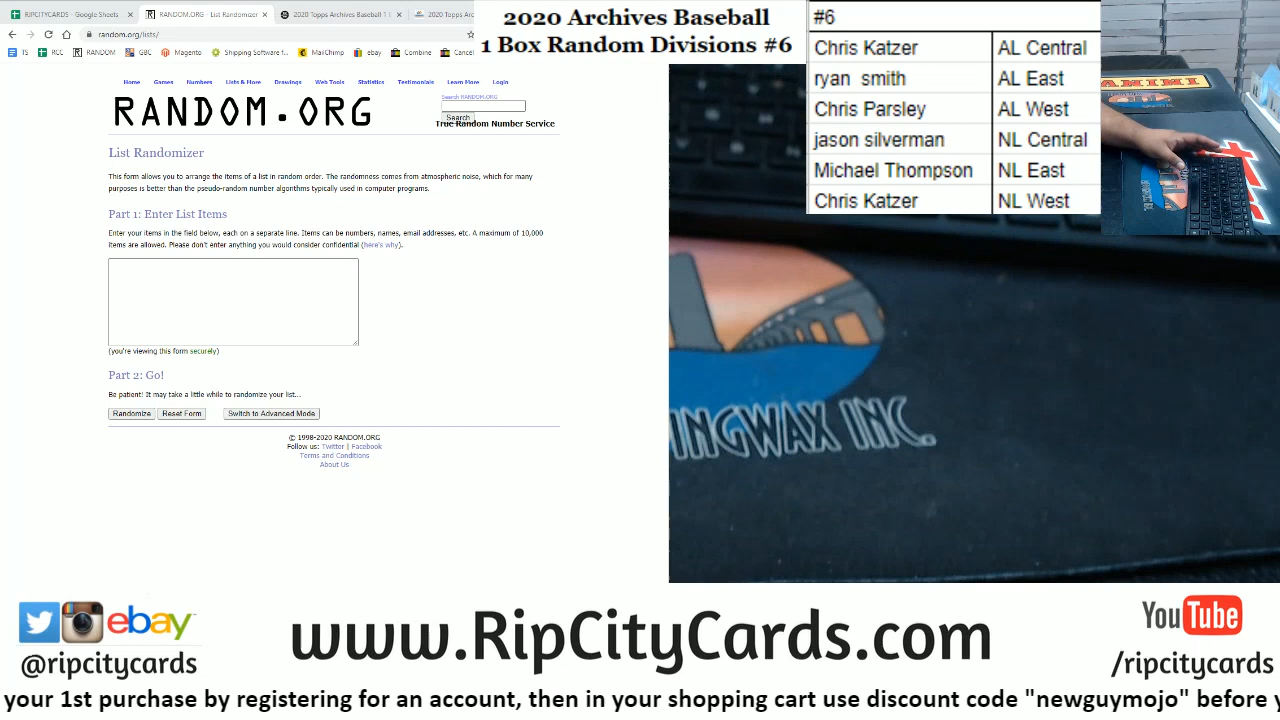 RIPCITYCARDS - Google Sheets
RANDOM.ORG - List Randomizer
2020 Topps Archives Baseball 1
2020 Topps Arc
random.org/lists/
TS
RCC
RANDOM
GBC
Magento
Shipping Software f...
MailChimp
ebay
Combine
Cancel
2020 Archives Baseball
1 Box Random Divisions #6
#6
Chris Katzer AL Central
ryan smith AL East
Chris Parsley AL West
jason silverman NL Central
Michael Thompson NL East
Chris Katzer NL West
PANINI
Home Games Numbers Lists & More Drawings Web Tools Statistics Testimonials Learn More Login
RANDOM.ORG
Search RANDOM.ORG
Search
True Random Number Service
List Randomizer
This form allows you to arrange the items of a list in random order. The randomness comes from atmospheric noise, which for many
purposes is better than the pseudo-random number algorithms typically used in computer programs.
Part 1: Enter List Items
Enter your items in the field below, each on a separate line. Items can be numbers, names, email addresses, etc. A maximum of 10,000
items are allowed. Please don't enter anything you would consider confidential (here's why).
(you're viewing this form securely)
Part 2: Go!
Be patient! It may take a little while to randomize your list...
Randomize Reset Form Switch to Advanced Mode
© 1998-2020 RANDOM.ORG
Follow us: Twitter | Facebook
Terms and Conditions
About Us
INGWAX INC.
ebay
@ripcitycards
www.RipCityCards.com
YouTube
/ripcitycards
your 1st purchase by registering for an account, then in your shopping cart use discount code "newguymojo" before y